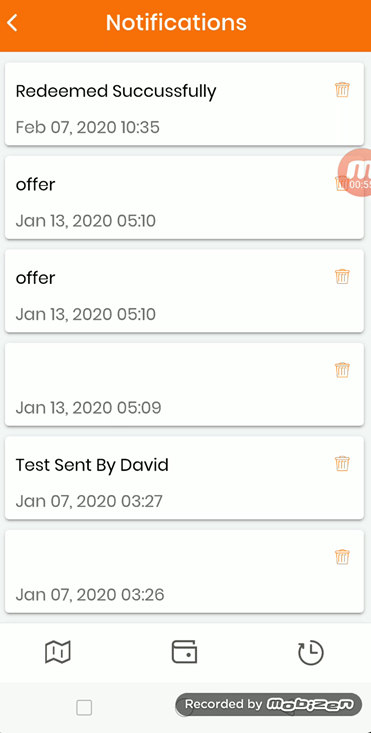 Notifications
Redeemed Succussfully
Feb 07, 2020 10:35
offer
Jan 13, 2020 05:10
offer
Jan 13, 2020 05:10
Jan 13, 2020 05:09
Test Sent By David
Jan 07, 2020 03:27
Jan 07, 2020 03:26
Recorded by mobizen